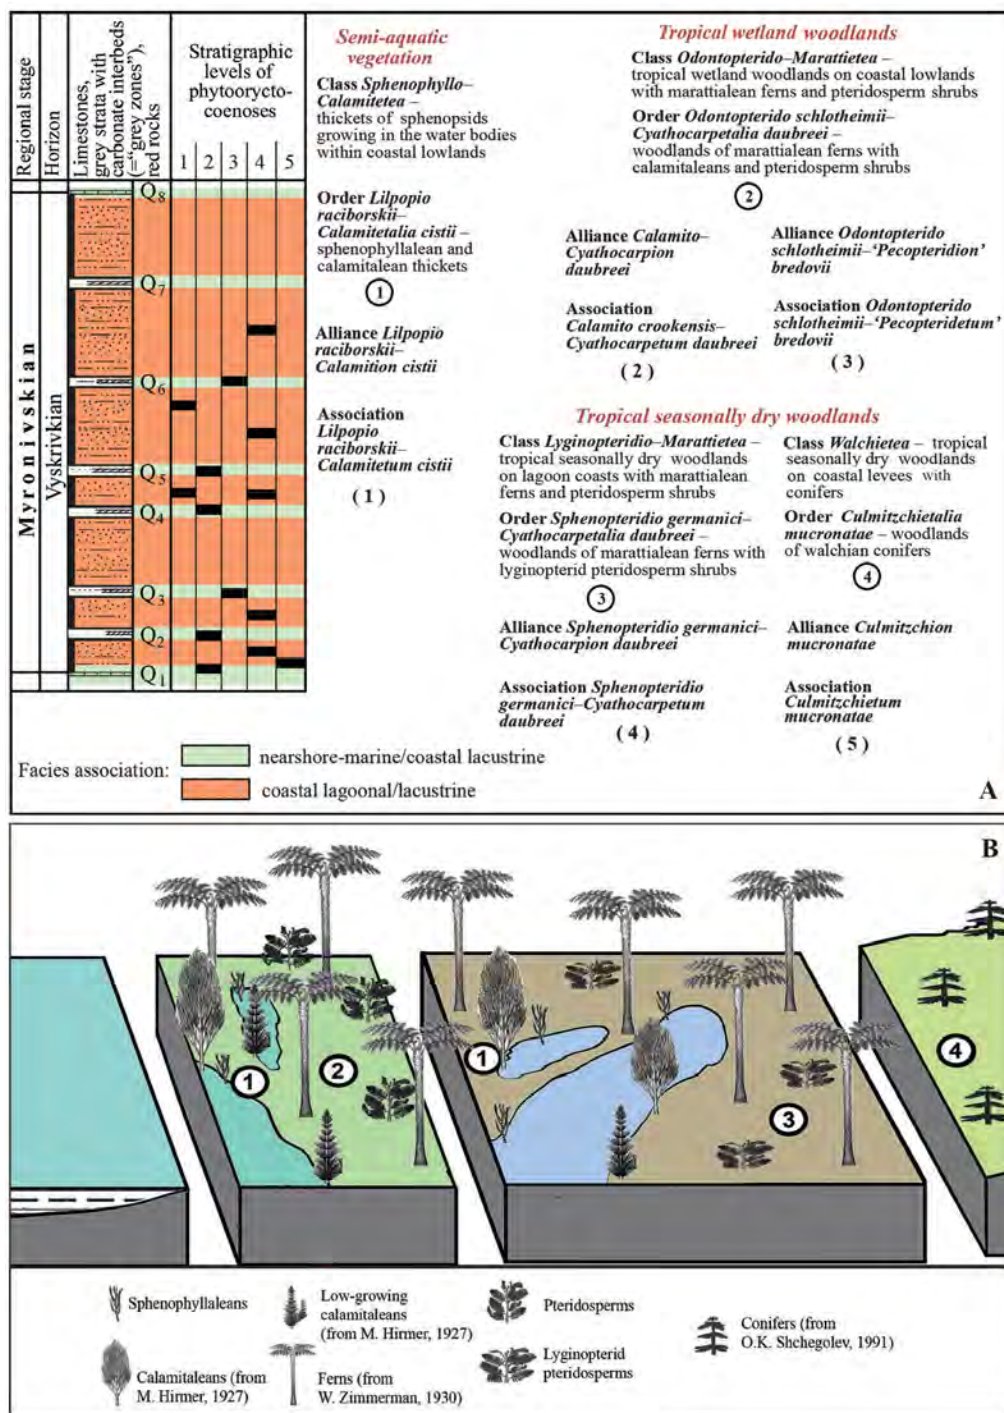 Regional stage
Horizon
Limestones,
grey strata with
carbonate interbeds
(="grey zones"),
red rocks
Stratigraphic
levels of
phytoorycto-
coenoses
1 2 3 4 5
Myronivskian
Vyskrivkian
Q8
Q7
Q6
Q5
Q4
Q3
Q2
Q1
Semi-aquatic
vegetation
Class Sphenophyllo–
Calamitetea –
thickets of sphenopsids
growing in the water bodies
within coastal lowlands
Order Lilpopio
raciborskii–
Calamitetalia cistii –
sphenophyllalean and
calamitalean thickets
1
Alliance Lilpopio
raciborskii–
Calamition cistii
Association
Lilpopio
raciborskii–
Calamitetum cistii
( 1 )
Tropical wetland woodlands
Class Odontopterido–Marattietea –
tropical wetland woodlands on coastal lowlands
with marattialean ferns and pteridosperm shrubs
Order Odontopterido schlotheimii–
Cyathocarpetalia daubreei –
woodlands of marattialean ferns with
calamitaleans and pteridosperm shrubs
2
Alliance Calamito–
Cyathocarpion
daubreei
Association
Calamito crookensis–
Cyathocarpetum daubreei
( 2 )
Alliance Odontopterido
schlotheimii–‘Pecopteridion’
bredovii
Association Odontopterido
schlotheimii–‘Pecopteridetum’
bredovii
( 3 )
Tropical seasonally dry woodlands
Class Lyginopteridio–Marattietea –
tropical seasonally dry woodlands
on lagoon coasts with marattialean
ferns and pteridosperm shrubs
Order Sphenopteridio germanici–
Cyathocarpetalia daubreei –
woodlands of marattialean ferns with
lyginopterid pteridosperm shrubs
3
Alliance Sphenopteridio germanici–
Cyathocarpion daubreei
Association Sphenopteridio
germanici–Cyathocarpetum
daubreei
( 4 )
Class Walchietea – tropical
seasonally dry woodlands
on coastal levees with
conifers
Order Culmitzchietalia
mucronatae – woodlands
of walchian conifers
4
Alliance Culmitzchion
mucronatae
Association
Culmitzchietum
mucronatae
( 5 )
Facies association:
nearshore-marine/coastal lacustrine
coastal lagoonal/lacustrine
A
B
1
2
1
3
4
Sphenophyllaleans
Low-growing
calamitaleans
(from M. Hirmer, 1927)
Pteridosperms
Conifers (from
O.K. Shchegolev, 1991)
Calamitaleans (from
M. Hirmer, 1927)
Ferns (from
W. Zimmerman, 1930)
Lyginopterid
pteridosperms